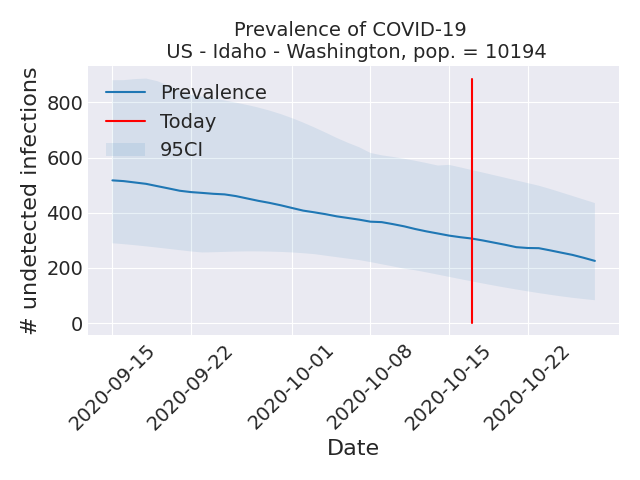 Prevalence of COVID-19
US - Idaho - Washington, pop. = 10194
# undetected infections
800
600
400
200
0
Prevalence
Today
95CI
2020-09-15
2020-09-22
2020-10-01
2020-10-08
2020-10-15
2020-10-22
Date